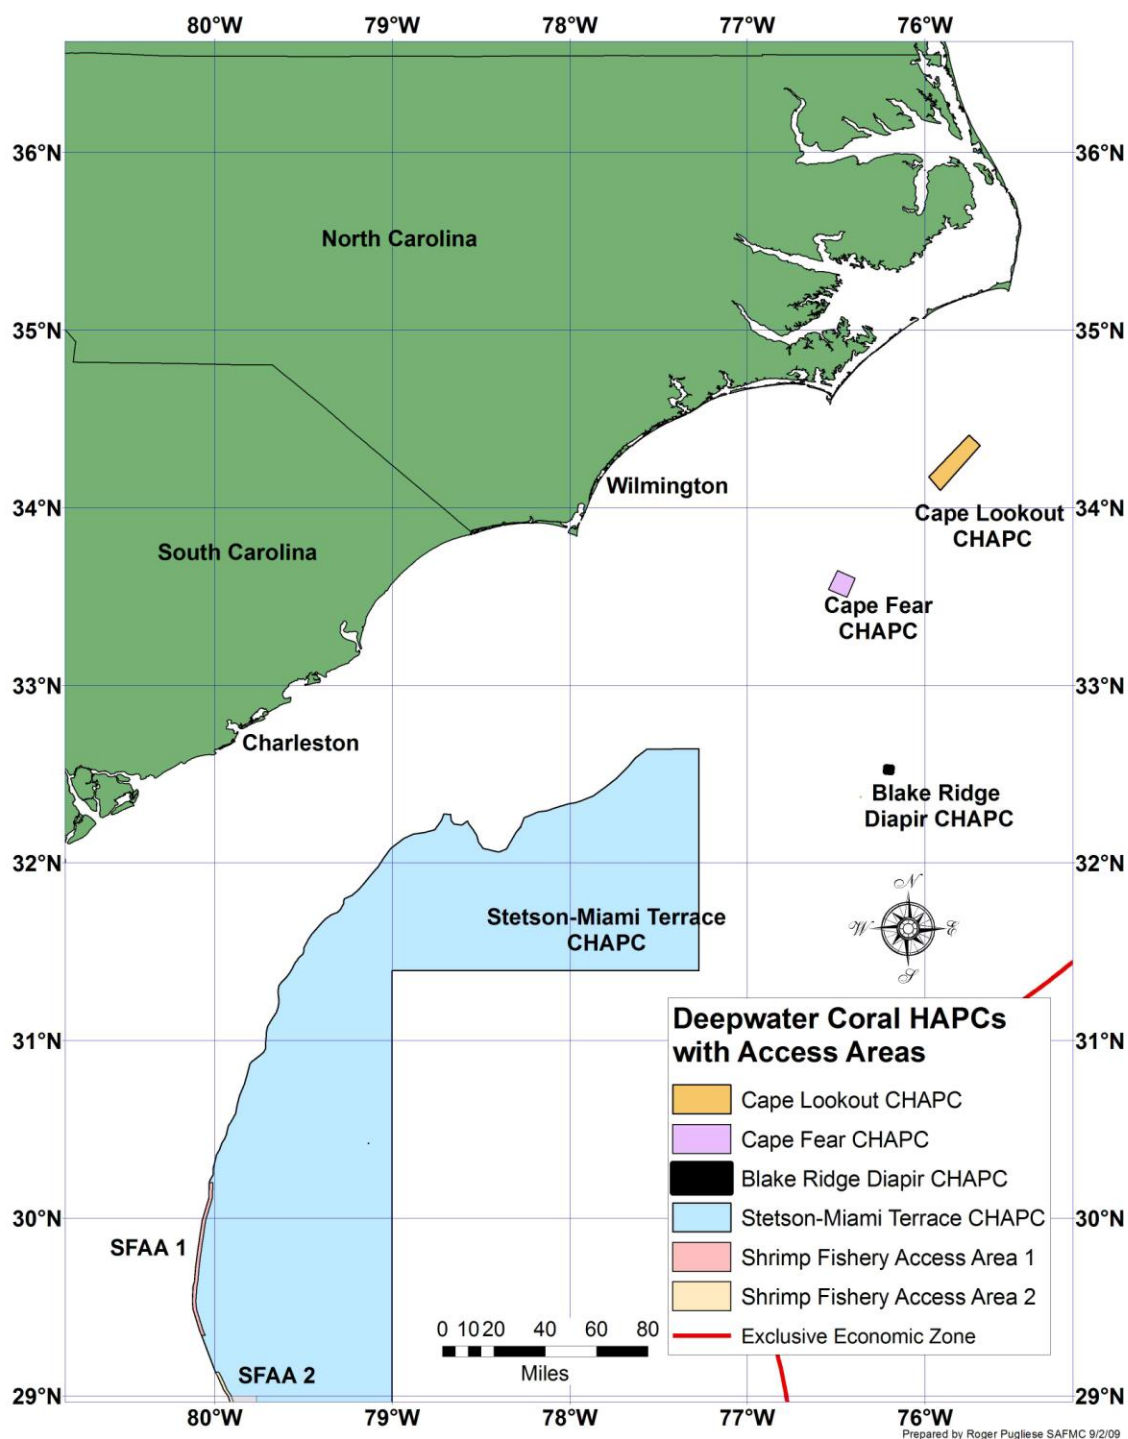 80°W 79°W 78°W 77°W 76°W
36°N 36°N
North Carolina
35°N 35°N
Wilmington
34°N 34°N
Cape Lookout
CHAPC
South Carolina
Cape Fear
CHAPC
33°N 33°N
Charleston
Blake Ridge
Diapir CHAPC
32°N 32°N
Stetson-Miami Terrace
CHAPC
N
W E
S
31°N 31°N
Deepwater Coral HAPCs
with Access Areas
Cape Lookout CHAPC
Cape Fear CHAPC
Blake Ridge Diapir CHAPC
Stetson-Miami Terrace CHAPC
Shrimp Fishery Access Area 1
Shrimp Fishery Access Area 2
Exclusive Economic Zone
30°N 30°N
SFAA 1
0 10 20 40 60 80
Miles
SFAA 2
29°N 29°N
80°W 79°W 78°W 77°W 76°W
Prepared by Roger Pugliese SAFMC 9/2/09